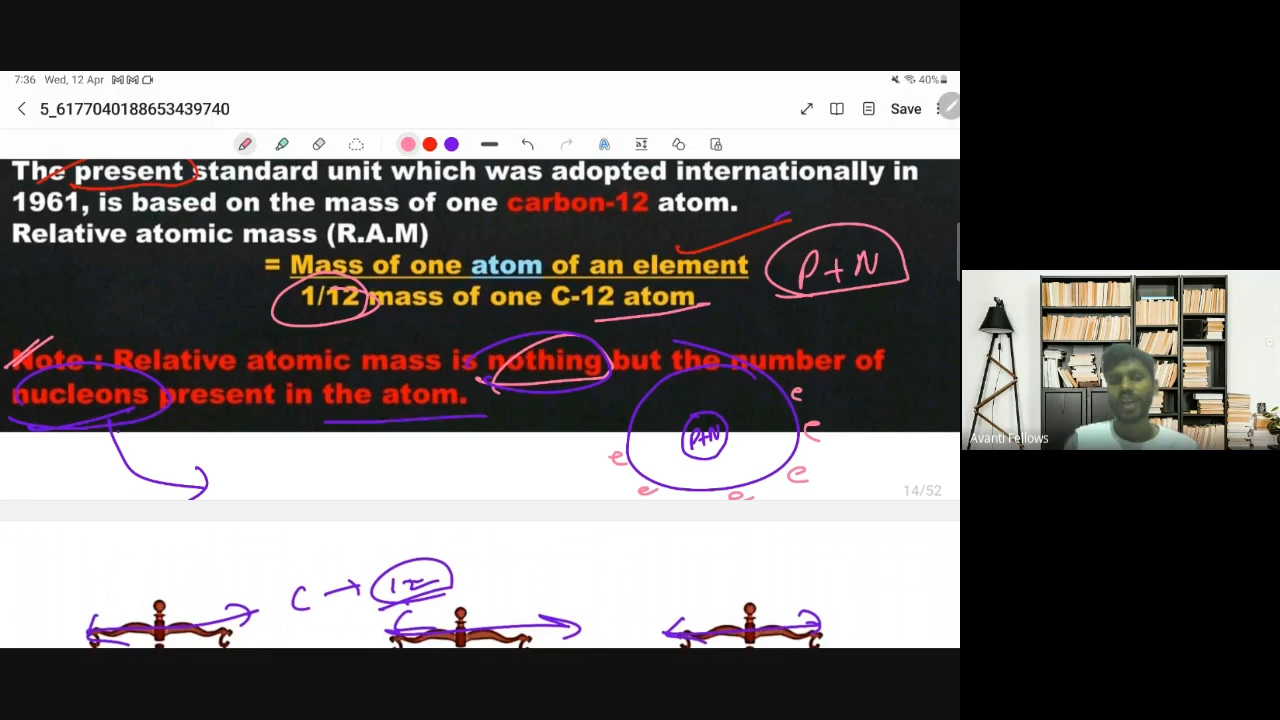 7:36 Wed, 12 Apr
40%
5_6177040188653439740
Save
The present standard unit which was adopted internationally in
1961, is based on the mass of one carbon-12 atom.
Relative atomic mass (R.A.M)
= Mass of one atom of an element
1/12 mass of one C-12 atom
P+N
Note : Relative atomic mass is nothing but the number of
nucleons present in the atom.
e
e
P+N
e
e
e
e
14/52
C → 12
Avanti Fellows